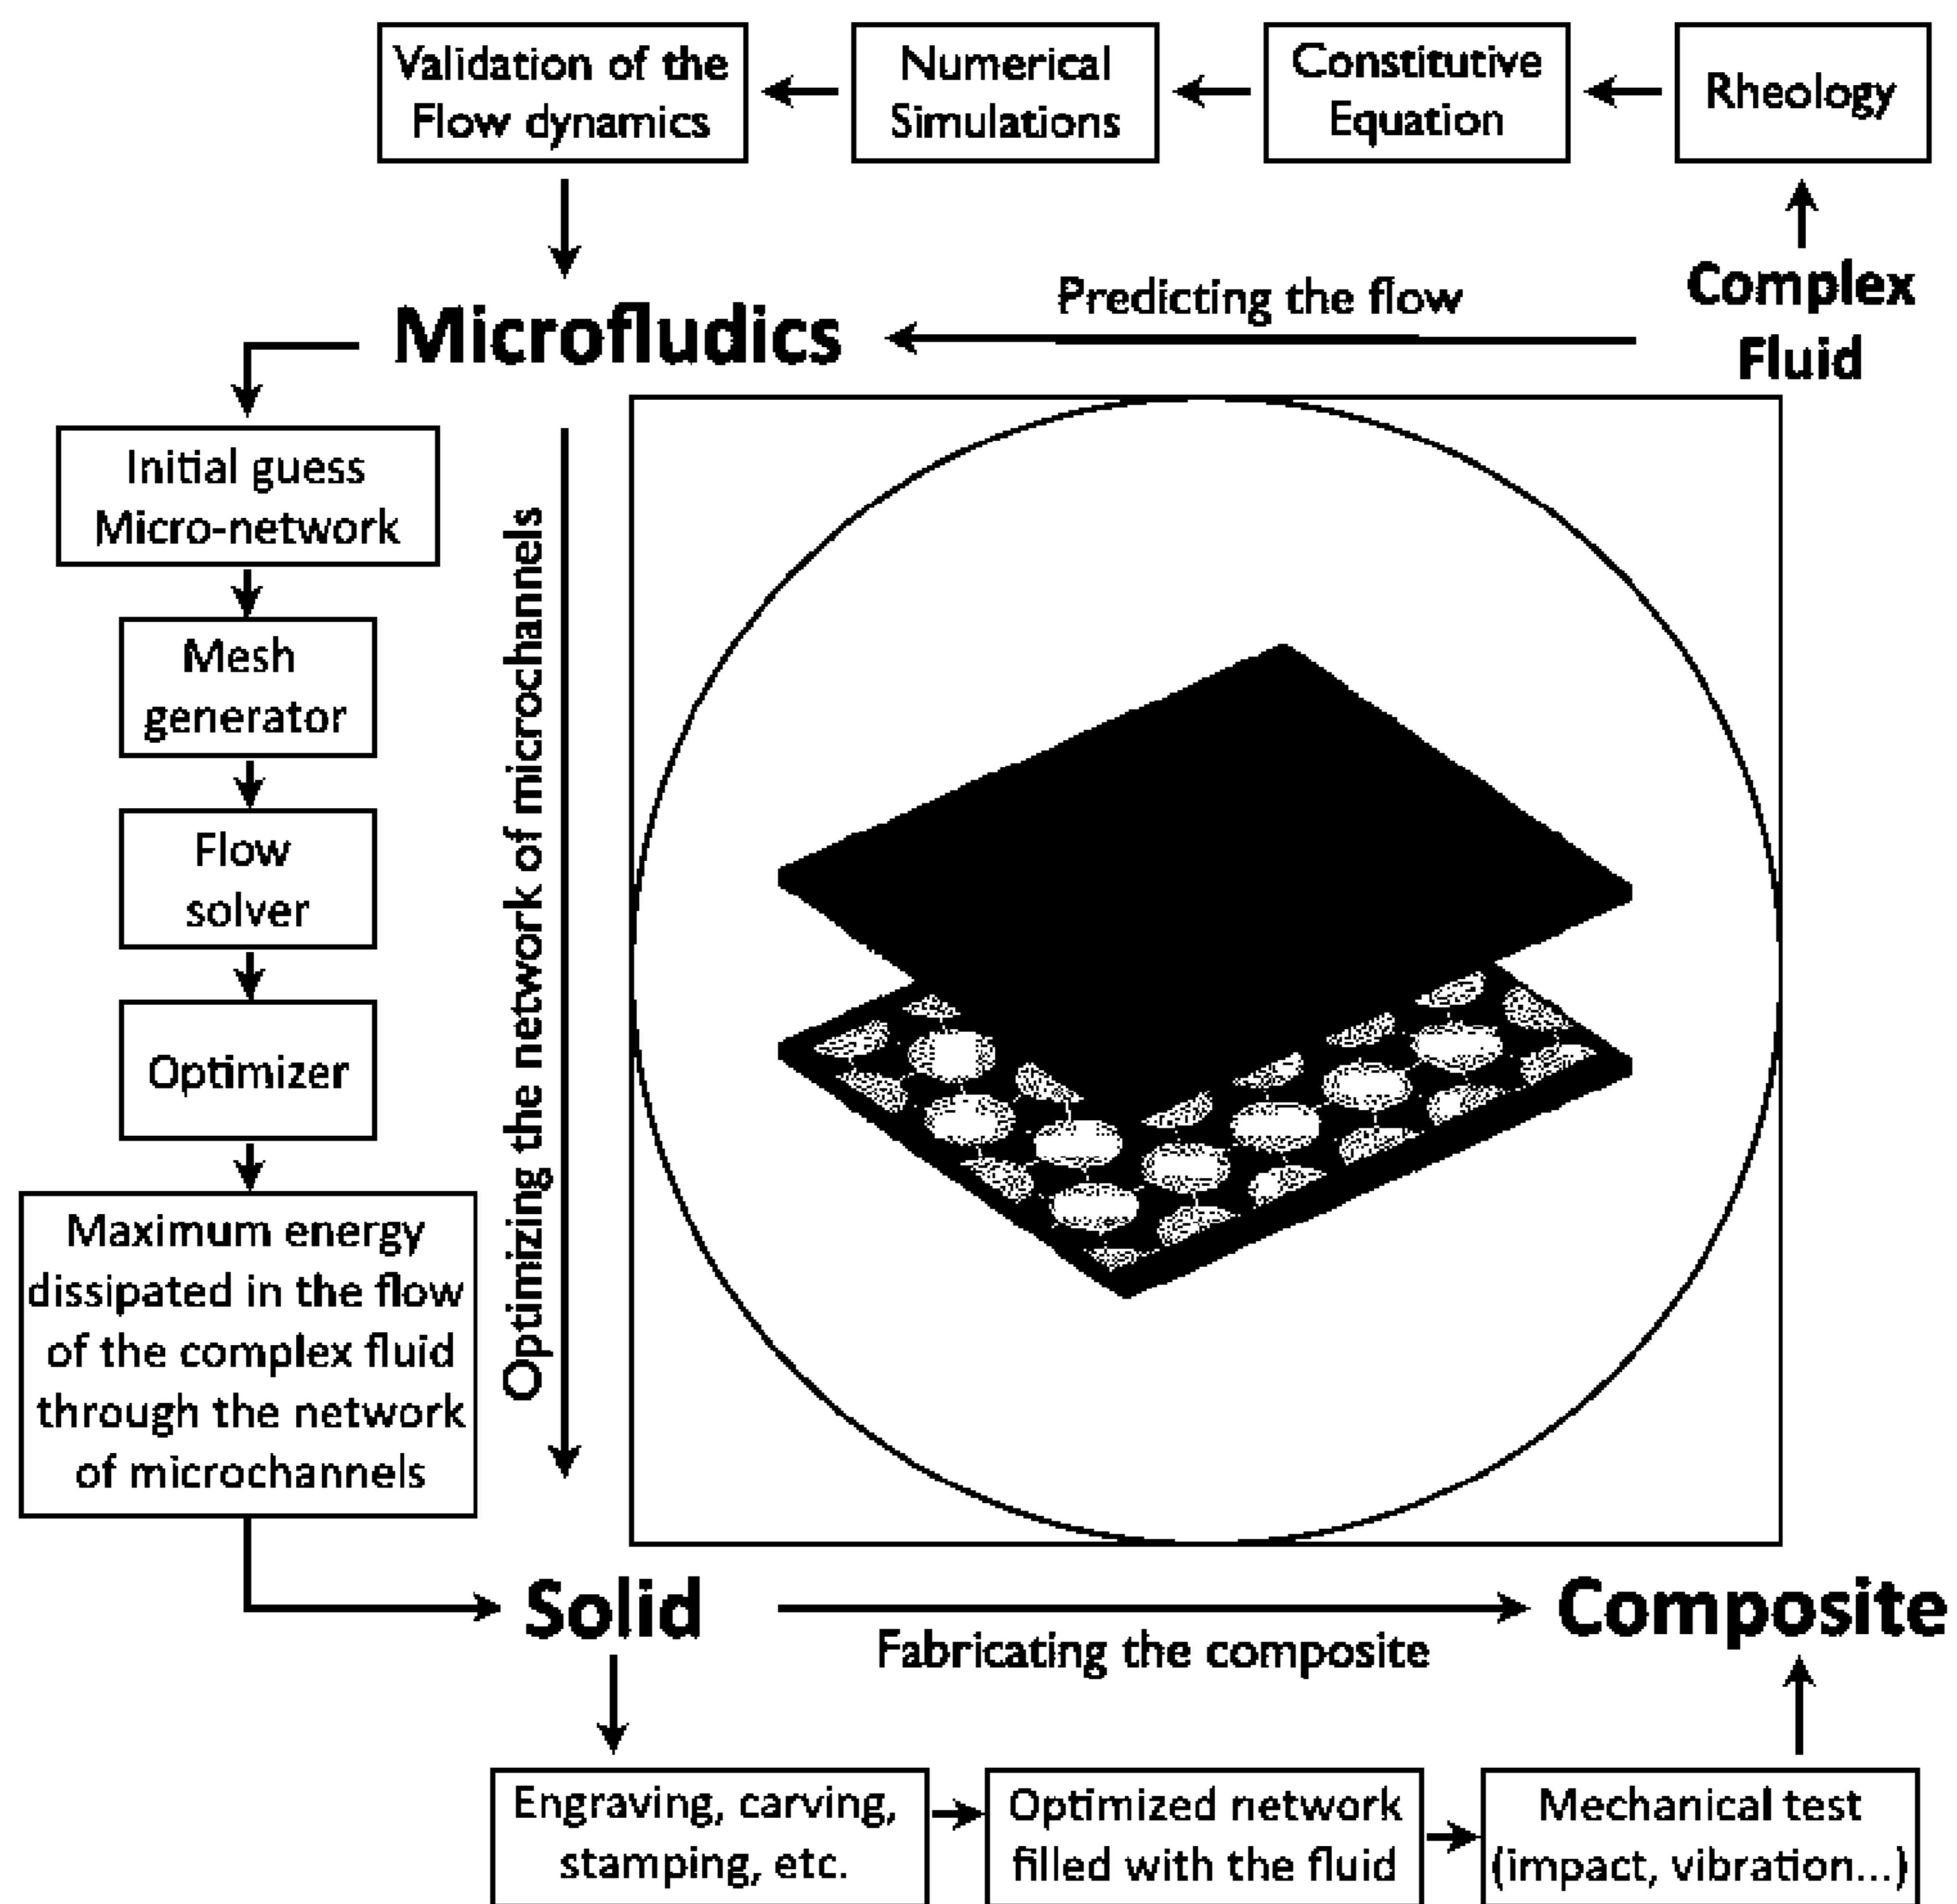 Validation of the
Flow dynamics
Numerical
Simulations
Constitutive
Equation
Rheology
Complex
Fluid
Predicting the flow
Microfludics
Initial guess
Micro-network
Mesh
generator
Flow
solver
Optimizer
Maximum energy
dissipated in the flow
of the complex fluid
through the network
of microchannels
Optimizing the network of microchannels
Solid
Fabricating the composite
Composite
Engraving, carving,
stamping, etc.
Optimized network
filled with the fluid
Mechanical test
(impact, vibration...)